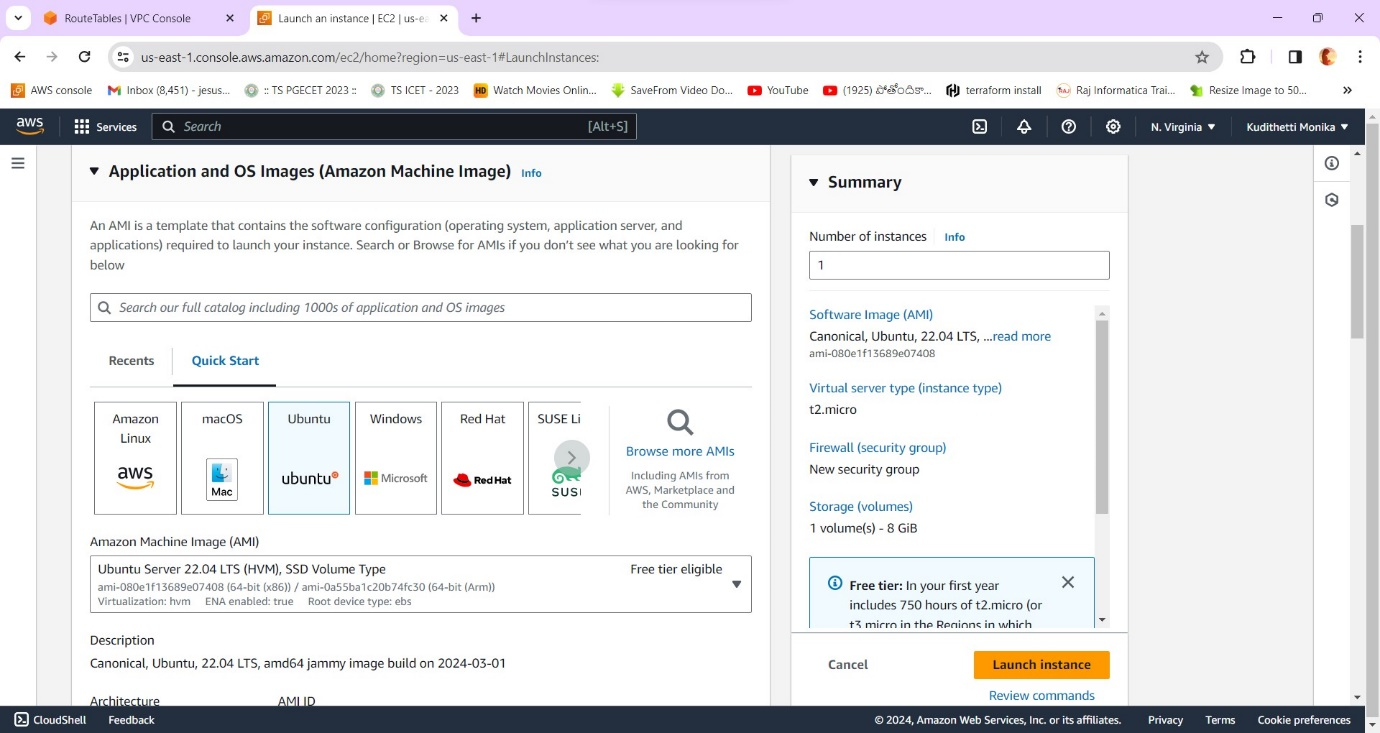 RouteTables | VPC Console
Launch an instance | EC2 | us-ea
us-east-1.console.aws.amazon.com/ec2/home?region=us-east-1#LaunchInstances:
AWS console
Inbox (8,451) - jesus...
:: TS PGECET 2023 ::
TS ICET - 2023
HD Watch Movies Onlin...
SaveFrom Video Do...
YouTube
(1925)
terraform install
Raj Informatica Trai...
Resize Image to 50...
»
aws
Services
Search
[Alt+S]
N. Virginia
Kudithetti Monika
Application and OS Images (Amazon Machine Image) Info
An AMI is a template that contains the software configuration (operating system, application server, and
applications) required to launch your instance. Search or Browse for AMIs if you don't see what you are looking for
below
Search our full catalog including 1000s of application and OS images
Recents
Quick Start
Amazon
Linux
aws
macOS
Mac
Ubuntu
ubuntu
Windows
Microsoft
Red Hat
Red Hat
SUSE Li
SUS
Browse more AMIs
Including AMIs from
AWS, Marketplace and
the Community
Amazon Machine Image (AMI)
Ubuntu Server 22.04 LTS (HVM), SSD Volume Type
Free tier eligible
ami-080e1f13689e07408 (64-bit (x86)) / ami-0a55ba1c20b74fc30 (64-bit (Arm))
Virtualization: hvm ENA enabled: true Root device type: ebs
Description
Canonical, Ubuntu, 22.04 LTS, amd64 jammy image build on 2024-03-01
Architecture
AMI ID
Summary
Number of instances Info
1
Software Image (AMI)
Canonical, Ubuntu, 22.04 LTS, ...read more
ami-080e1f13689e07408
Virtual server type (instance type)
t2.micro
Firewall (security group)
New security group
Storage (volumes)
1 volume(s) - 8 GiB
Free tier: In your first year
includes 750 hours of t2.micro (or
t3.micro in the Regions in which
Cancel
Launch instance
Review commands
CloudShell
Feedback
© 2024, Amazon Web Services, Inc. or its affiliates.
Privacy
Terms
Cookie preferences